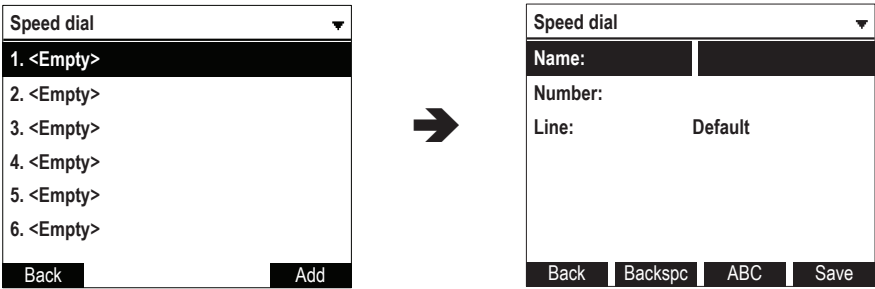 Speed dial
1. <Empty>
2. <Empty>
3. <Empty>
4. <Empty>
5. <Empty>
6. <Empty>
Back Add
Speed dial
Name:
Number:
Line: Default
Back Backspc ABC Save